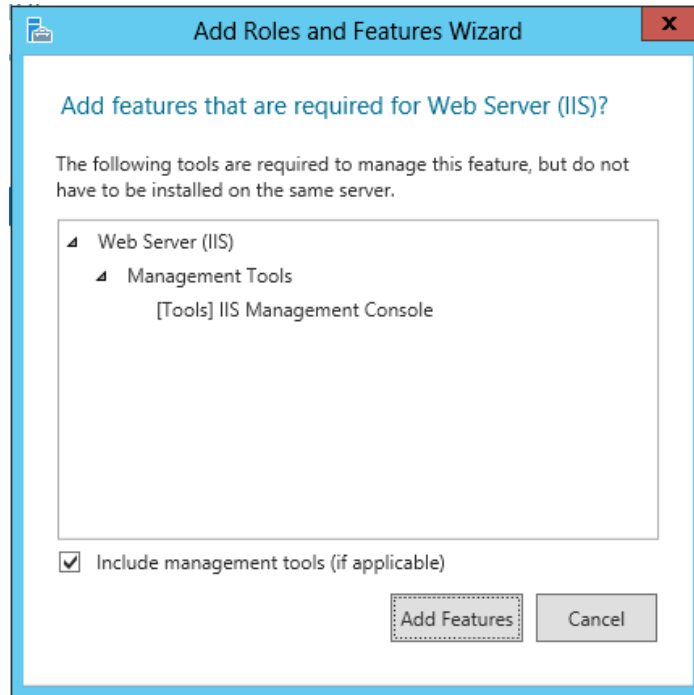 Add Roles and Features Wizard
x
Add features that are required for Web Server (IIS)?
The following tools are required to manage this feature, but do not
have to be installed on the same server.
Web Server (IIS)
Management Tools
[Tools] IIS Management Console
Include management tools (if applicable)
Add Features
Cancel